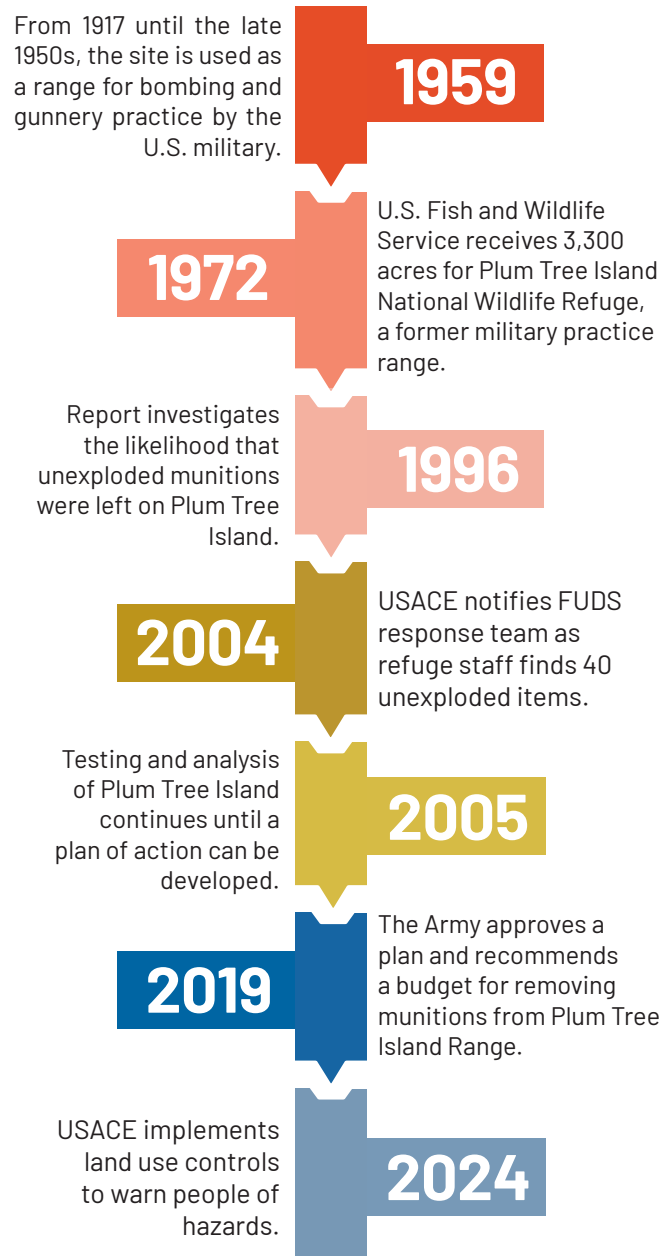 From 1917 until the late
1950s, the site is used as
a range for bombing and
gunnery practice by the
U.S. military.
1959
1972
U.S. Fish and Wildlife
Service receives 3,300
acres for Plum Tree Island
National Wildlife Refuge,
a former military practice
range.
Report investigates
the likelihood that
unexploded munitions
were left on Plum Tree
Island.
1996
2004
USACE notifies FUDS
response team as
refuge staff finds 40
unexploded items.
Testing and analysis
of Plum Tree Island
continues until a
plan of action can be
developed.
2005
2019
The Army approves a
plan and recommends
a budget for removing
munitions from Plum Tree
Island Range.
USACE implements
land use controls
to warn people of
hazards.
2024